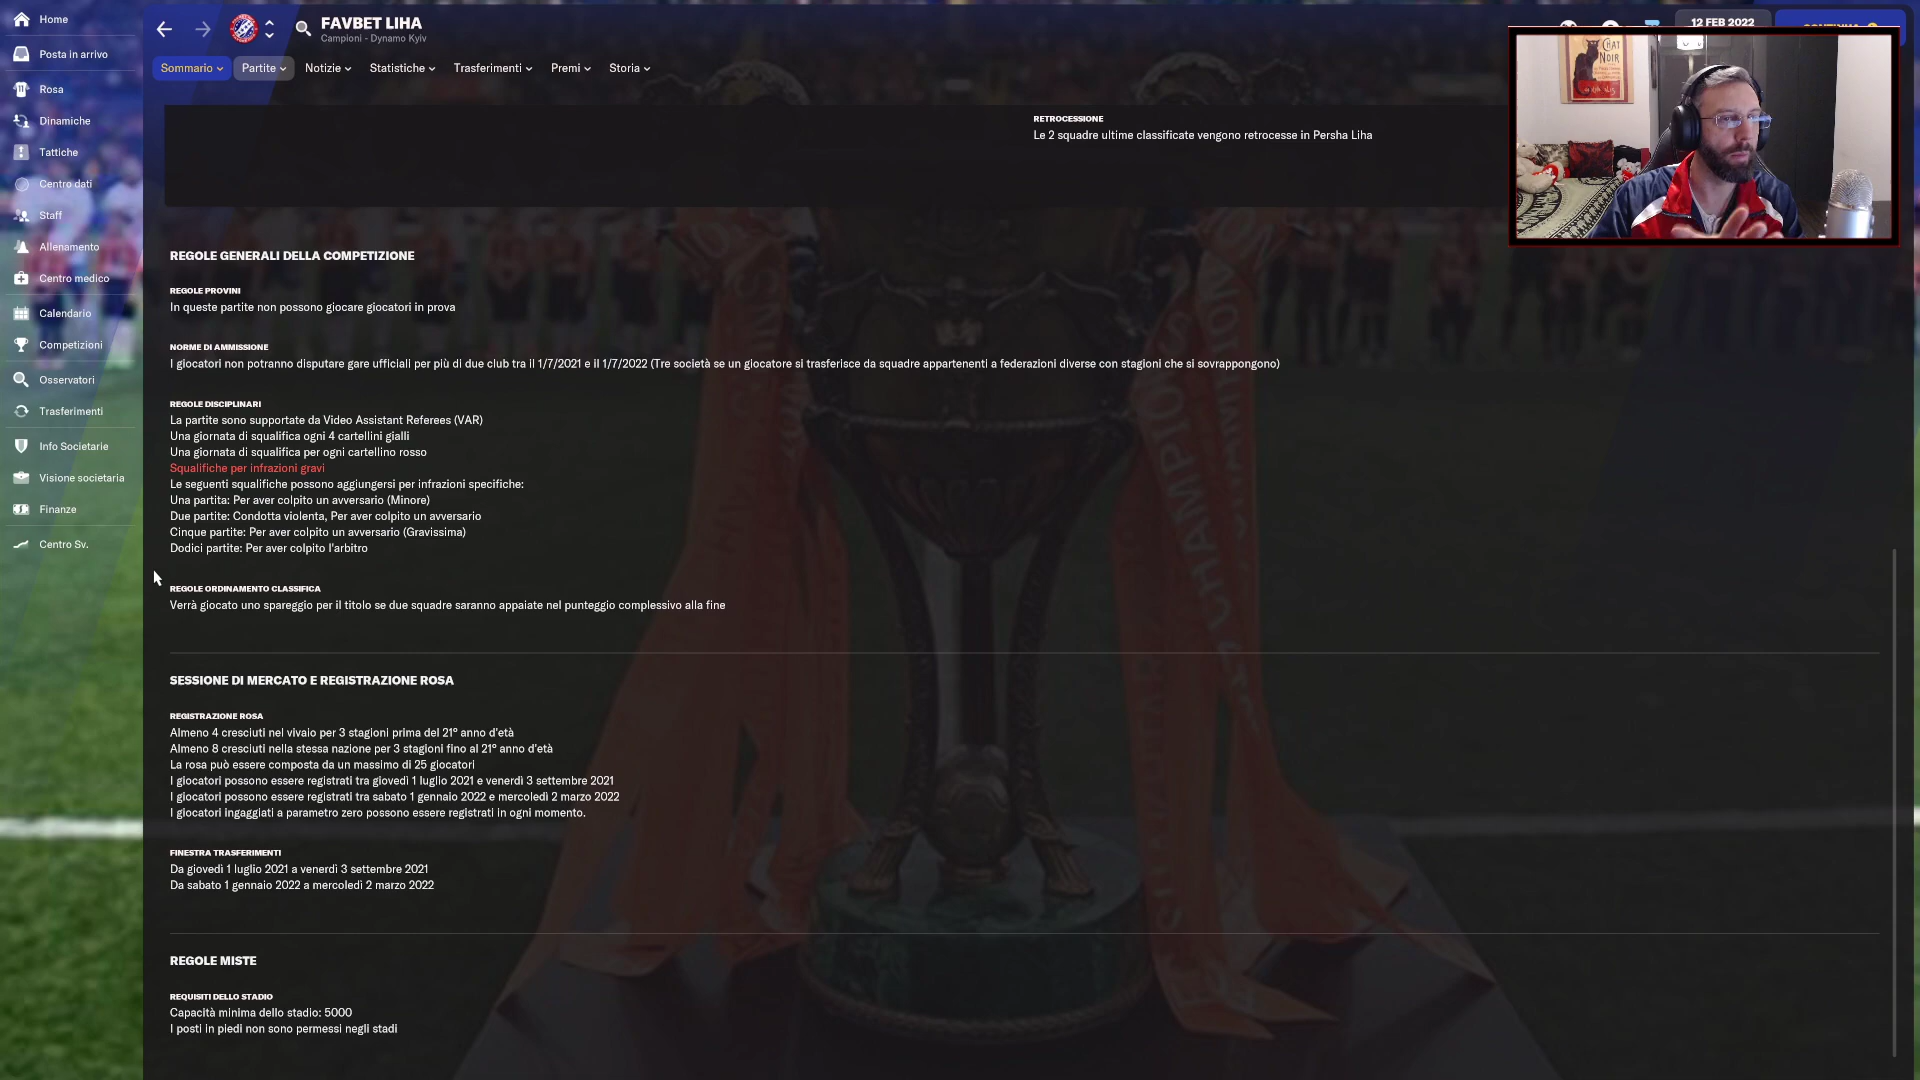 Home
Posta in arrivo
Rosa
Dinamiche
Tattiche
Centro dati
Staff
Allenamento
Centro medico
Calendario
Competizioni
Osservatori
Trasferimenti
Info Societarie
Visione societaria
Finanze
Centro Sv.
FAVBET LIHA
Campioni - Dynamo Kyiv
12 FEB 2022
Sommario
Partite
Notizie
Statistiche
Trasferimenti
Premi
Storia
CHAT
NOIR
RETROCESSIONE
Le 2 squadre ultime classificate vengono retrocesse in Persha Liha
REGOLE GENERALI DELLA COMPETIZIONE
REGOLE PROVINI
In queste partite non possono giocare giocatori in prova
NORME DI AMMISSIONE
I giocatori non potranno disputare gare ufficiali per più di due club tra il 1/7/2021 e il 1/7/2022 (Tre società se un giocatore si trasferisce da squadre appartenenti a federazioni diverse con stagioni che si sovrappongono)
REGOLE DISCIPLINARI
La partite sono supportate da Video Assistant Referees (VAR)
Una giornata di squalifica ogni 4 cartellini gialli
Una giornata di squalifica per ogni cartellino rosso
Squalifiche per infrazioni gravi
Le seguenti squalifiche possono aggiungersi per infrazioni specifiche:
Una partita: Per aver colpito un avversario (Minore)
Due partite: Condotta violenta, Per aver colpito un avversario
Cinque partite: Per aver colpito un avversario (Gravissima)
Dodici partite: Per aver colpito l'arbitro
REGOLE ORDINAMENTO CLASSIFICA
Verrà giocato uno spareggio per il titolo se due squadre saranno appaiate nel punteggio complessivo alla fine
SESSIONE DI MERCATO E REGISTRAZIONE ROSA
REGISTRAZIONE ROSA
Almeno 4 cresciuti nel vivaio per 3 stagioni prima del 21° anno d'età
Almeno 8 cresciuti nella stessa nazione per 3 stagioni fino al 21° anno d'età
La rosa può essere composta da un massimo di 25 giocatori
I giocatori possono essere registrati tra giovedì 1 luglio 2021 e venerdì 3 settembre 2021
I giocatori possono essere registrati tra sabato 1 gennaio 2022 e mercoledì 2 marzo 2022
I giocatori ingaggiati a parametro zero possono essere registrati in ogni momento.
FINESTRA TRASFERIMENTI
Da giovedì 1 luglio 2021 a venerdì 3 settembre 2021
Da sabato 1 gennaio 2022 a mercoledì 2 marzo 2022
REGOLE MISTE
REQUISITI DELLO STADIO
Capacità minima dello stadio: 5000
I posti in piedi non sono permessi negli stadi